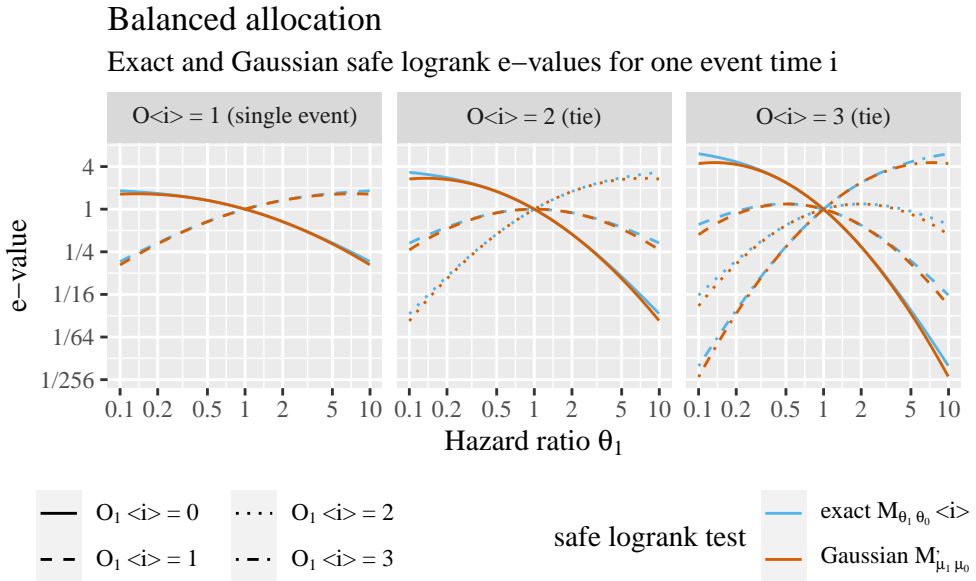 Balanced allocation
Exact and Gaussian safe logrank e−values for one event time i
O<i> = 1 (single event)
O<i> = 2 (tie)
O<i> = 3 (tie)
e−value
4
1
1/4
1/16
1/64
1/256
0.1 0.2 0.5 1 2 5 10
0.1 0.2 0.5 1 2 5 10
0.1 0.2 0.5 1 2 5 10
Hazard ratio θ₁
O₁ <i> = 0
O₁ <i> = 1
O₁ <i> = 2
O₁ <i> = 3
safe logrank test
exact M_θ₁ θ₀ <i>
Gaussian M'_μ₁ μ₀